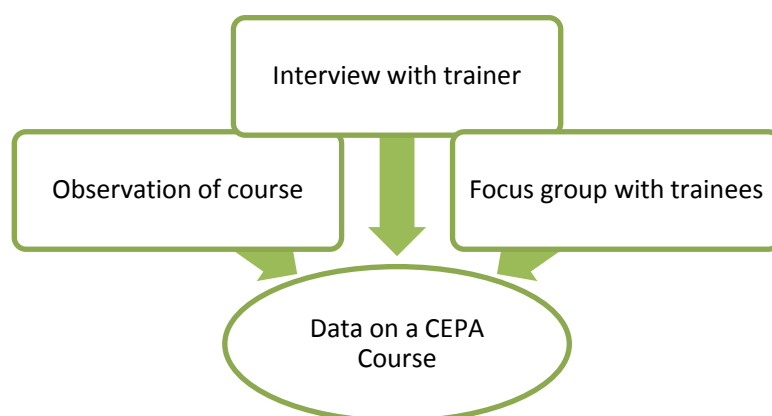 Interview with trainer
Observation of course
Focus group with trainees
Data on a CEPA
Course